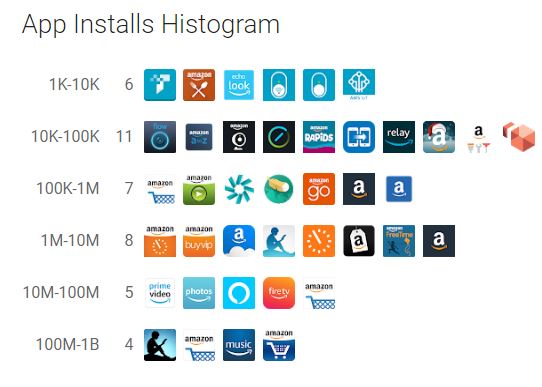 App Installs Histogram
1K-10K 6 amazon echo look AWS IoT
10K-100K 11 flow amazon a to z amazon amazon RAPIDS relay amazon
100K-1M 7 amazon amazon amazon go a a
1M-10M 8 amazon amazon buyvip a a amazon FreeTime a
10M-100M 5 prime video photos firetv amazon
100M-1B 4 amazon music amazon